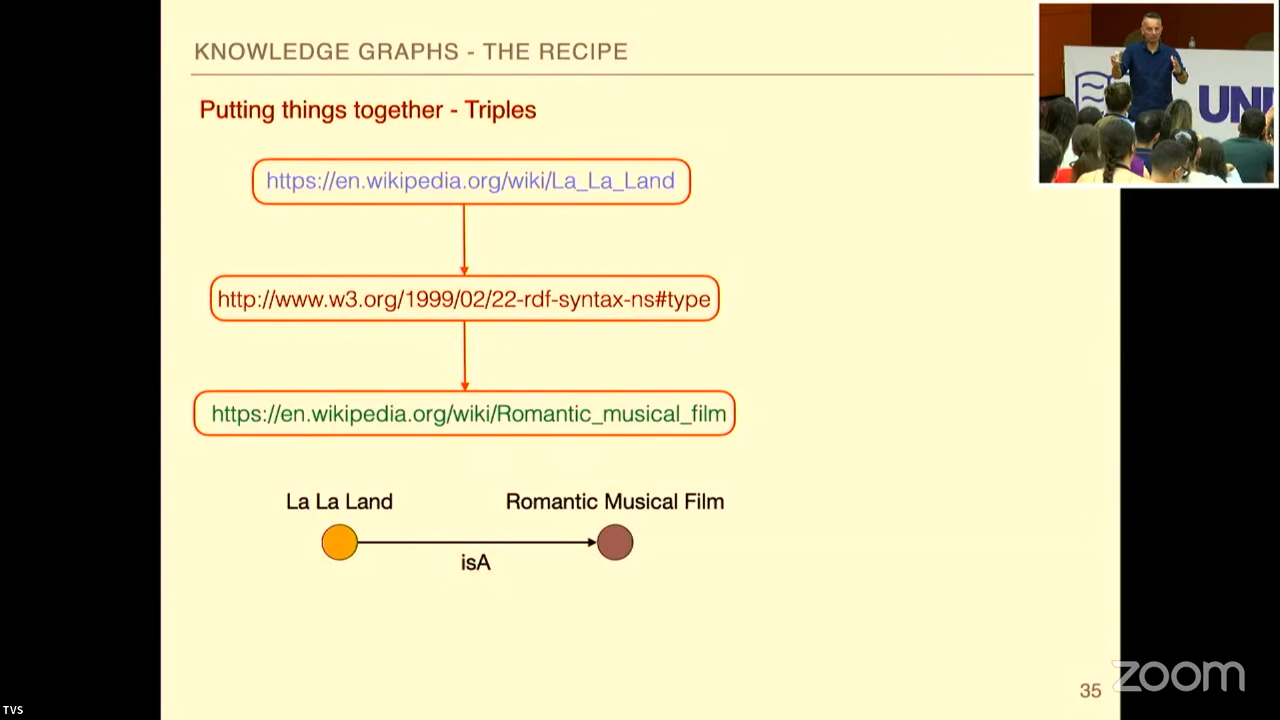 KNOWLEDGE GRAPHS - THE RECIPE
Putting things together - Triples
https://en.wikipedia.org/wiki/La_La_Land
http://www.w3.org/1999/02/22-rdf-syntax-ns#type
https://en.wikipedia.org/wiki/Romantic_musical_film
La La Land
Romantic Musical Film
isA
35
zoom
TVS